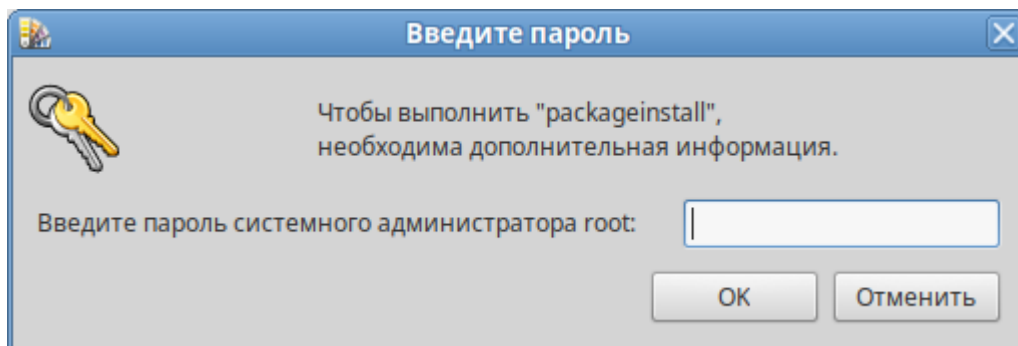 Введите пароль
Чтобы выполнить "packageinstall",
необходима дополнительная информация.
Введите пароль системного администратора root:
OK
Отменить